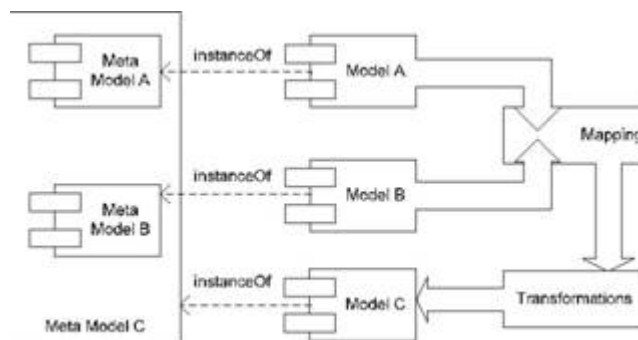 Meta
Model A
instanceOf
Model A
Mapping
Meta
Model B
instanceOf
Model B
instanceOf
Model C
Transformations
Meta Model C